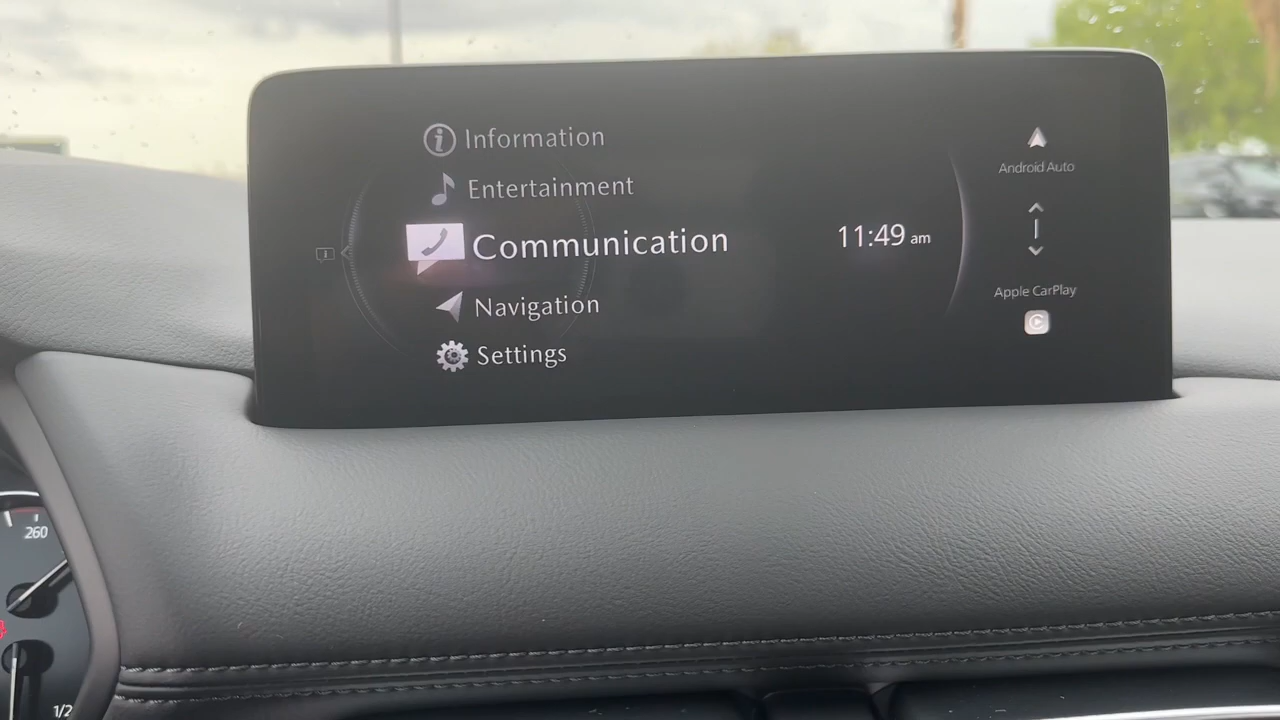 Information
Entertainment
Communication
11:49 am
Navigation
Settings
Android Auto
Apple CarPlay
260
1/2